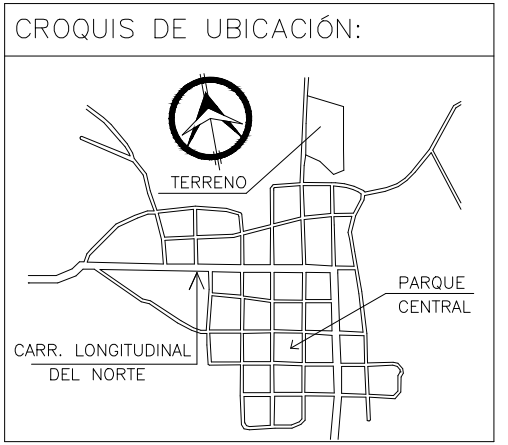 CROQUIS DE UBICACIÓN:
TERRENO
PARQUE
CENTRAL
CARR. LONGITUDINAL
DEL NORTE